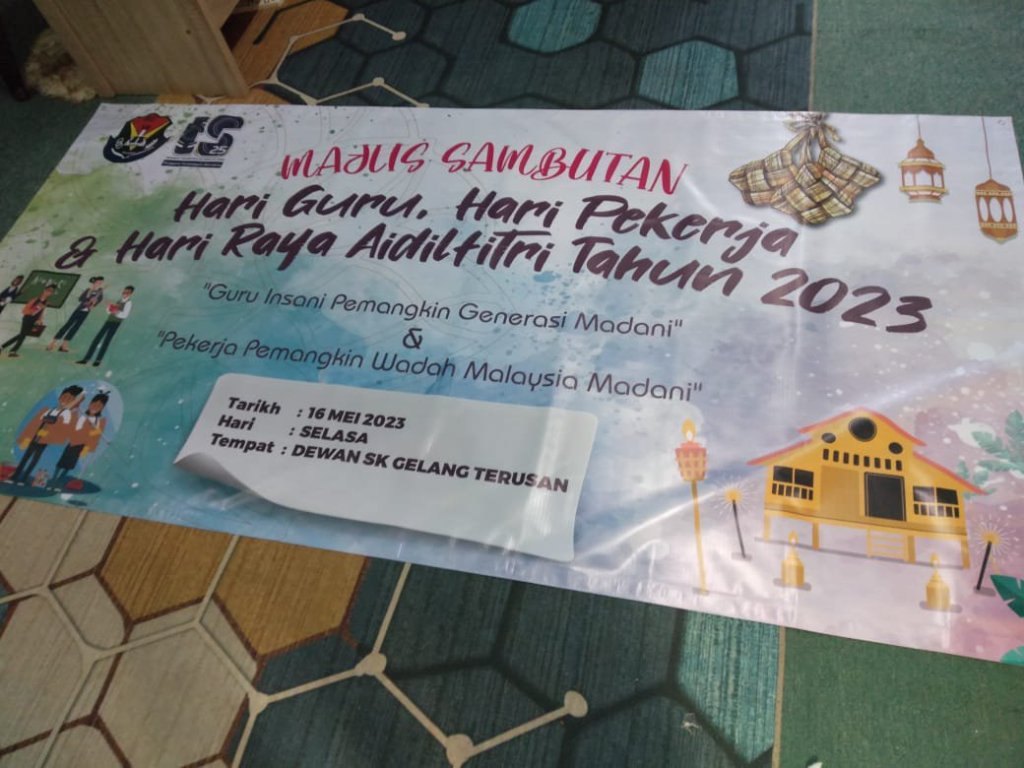 MAJLIS SAMBUTAN
Hari Guru, Hari Pekerja
& Hari Raya Aidilfitri Tahun 2023
"Guru Insani Pemangkin Generasi Madani"
&
"Pekerja Pemangkin Wadah Malaysia Madani"
Tarikh : 16 MEI 2023
Hari : SELASA
Tempat : DEWAN SK GELANG TERUSAN